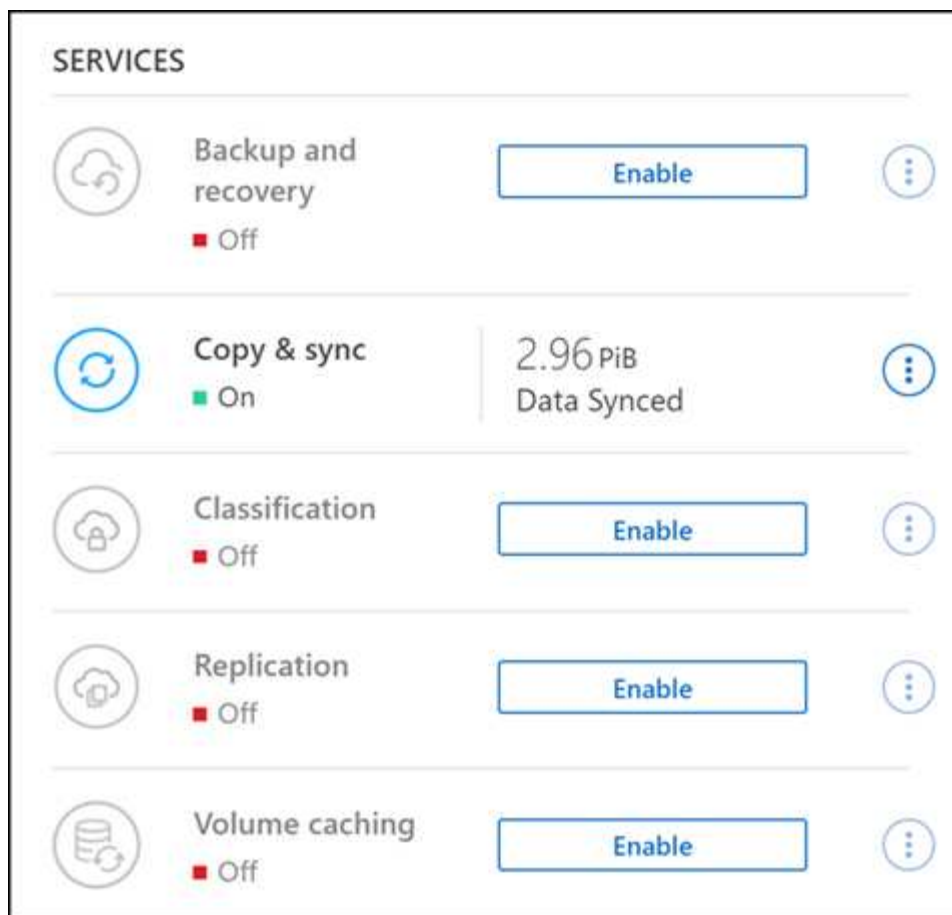 SERVICES
Backup and
recovery
Off
Enable
Copy & sync
On
2.96 PiB
Data Synced
Classification
Off
Enable
Replication
Off
Enable
Volume caching
Off
Enable